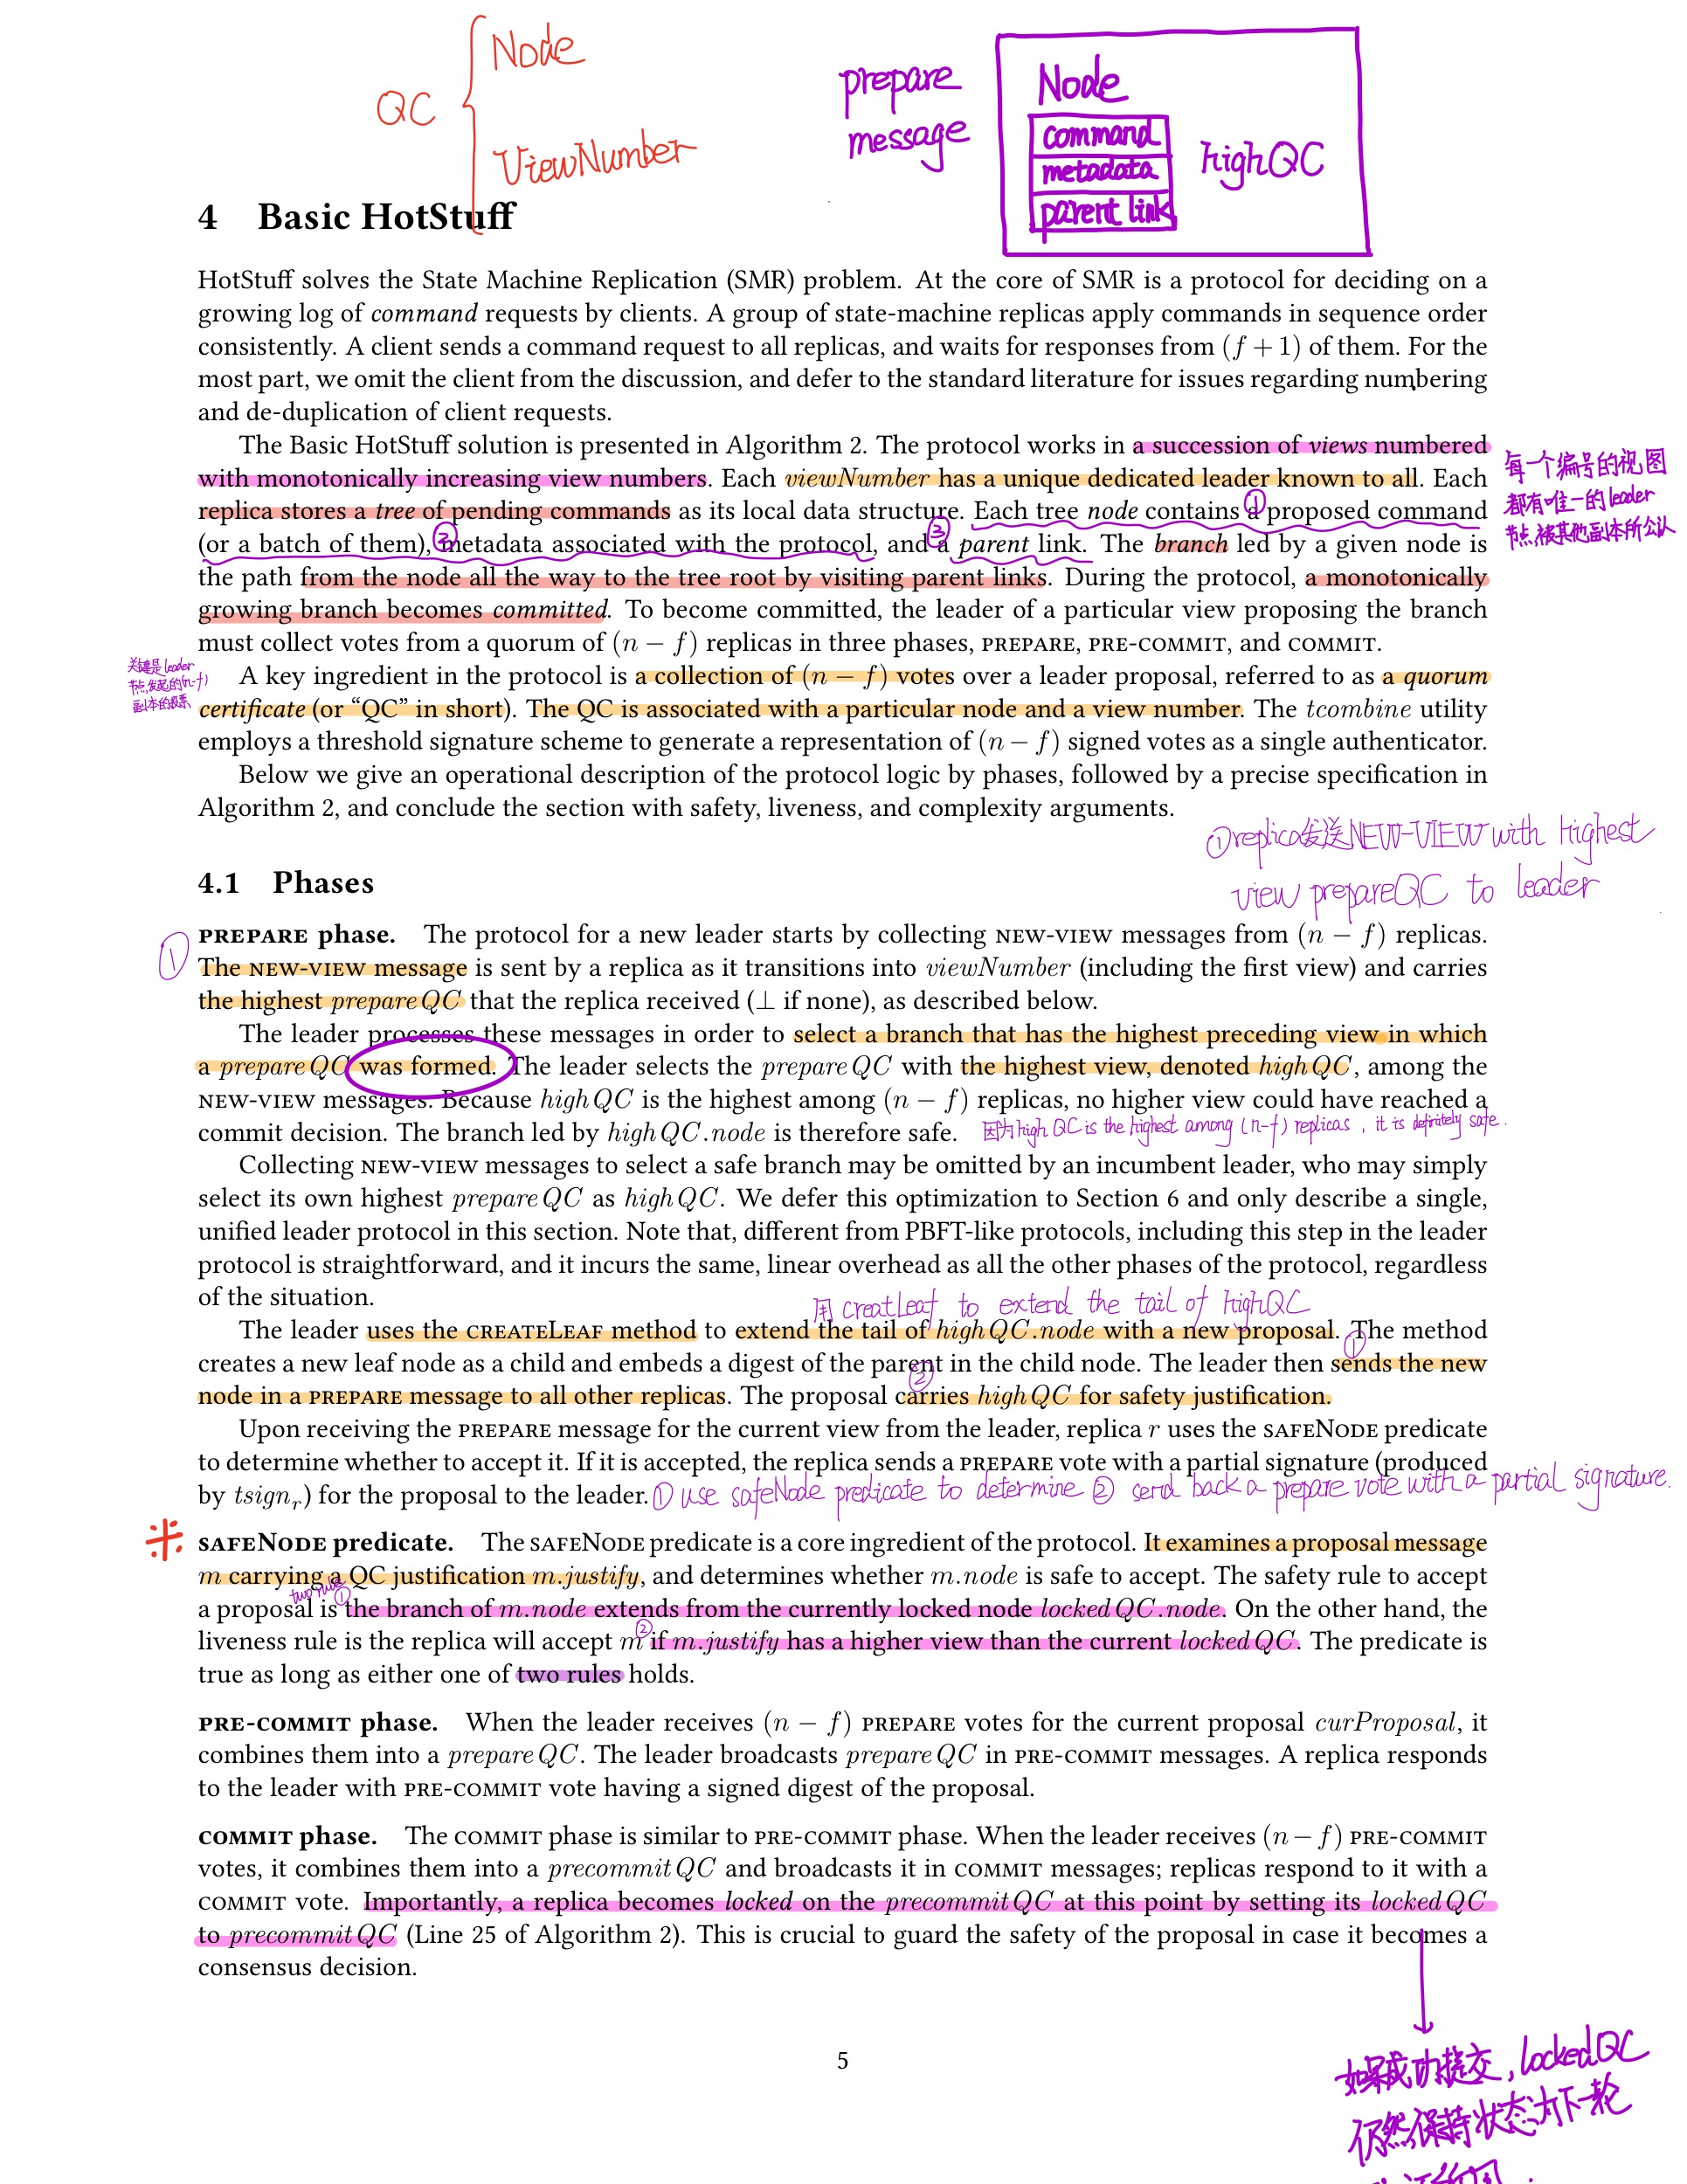 QC
Node
ViewNumber
prepare
message
Node
command
metadata
parent link
highQC
4 Basic HotStuff
HotStuff solves the State Machine Replication (SMR) problem. At the core of SMR is a protocol for deciding on a
growing log of command requests by clients. A group of state-machine replicas apply commands in sequence order
consistently. A client sends a command request to all replicas, and waits for responses from (f + 1) of them. For the
most part, we omit the client from the discussion, and defer to the standard literature for issues regarding numbering
and de-duplication of client requests.
The Basic HotStuff solution is presented in Algorithm 2. The protocol works in a succession of views numbered
with monotonically increasing view numbers. Each viewNumber has a unique dedicated leader known to all. Each
replica stores a tree of pending commands as its local data structure. Each tree node contains a proposed command
(or a batch of them), metadata associated with the protocol, and a parent link. The branch led by a given node is
the path from the node all the way to the tree root by visiting parent links. During the protocol, a monotonically
growing branch becomes committed. To become committed, the leader of a particular view proposing the branch
must collect votes from a quorum of (n − f) replicas in three phases, PREPARE, PRE-COMMIT, and COMMIT.
①
②
③
每一个编号的视图
都有唯一的leader
节点,被其他副本所公认
关键是leader
节点,发起的(n-f)
副本的投票
A key ingredient in the protocol is a collection of (n − f) votes over a leader proposal, referred to as a quorum
certificate (or “QC” in short). The QC is associated with a particular node and a view number. The tcombine utility
employs a threshold signature scheme to generate a representation of (n − f) signed votes as a single authenticator.
Below we give an operational description of the protocol logic by phases, followed by a precise specification in
Algorithm 2, and conclude the section with safety, liveness, and complexity arguments.
①replica发送NEW-VIEW with highest
view prepareQC to leader
4.1 Phases
①
PREPARE phase. The protocol for a new leader starts by collecting NEW-VIEW messages from (n − f) replicas.
The NEW-VIEW message is sent by a replica as it transitions into viewNumber (including the first view) and carries
the highest prepareQC that the replica received (⊥ if none), as described below.
The leader processes these messages in order to select a branch that has the highest preceding view in which
a prepareQC was formed. The leader selects the prepareQC with the highest view, denoted highQC, among the
NEW-VIEW messages. Because highQC is the highest among (n − f) replicas, no higher view could have reached a
commit decision. The branch led by highQC.node is therefore safe.
因为high QC is the highest among (n-f) replicas, it is definitely safe.
Collecting NEW-VIEW messages to select a safe branch may be omitted by an incumbent leader, who may simply
select its own highest prepareQC as highQC. We defer this optimization to Section 6 and only describe a single,
unified leader protocol in this section. Note that, different from PBFT-like protocols, including this step in the leader
protocol is straightforward, and it incurs the same, linear overhead as all the other phases of the protocol, regardless
of the situation.
用 creatLeaf to extend the tail of highQC
The leader uses the CREATELEAF method to extend the tail of highQC.node with a new proposal. The method
creates a new leaf node as a child and embeds a digest of the parent in the child node. The leader then sends the new
node in a PREPARE message to all other replicas. The proposal carries highQC for safety justification.
①
②
Upon receiving the PREPARE message for the current view from the leader, replica r uses the SAFENODE predicate
to determine whether to accept it. If it is accepted, the replica sends a PREPARE vote with a partial signature (produced
by tsignr) for the proposal to the leader.
① use safeNode predicate to determine ② send back a prepare vote with a partial signature.
SAFENODE predicate. The SAFENODE predicate is a core ingredient of the protocol. It examines a proposal message
m carrying a QC justification m.justify, and determines whether m.node is safe to accept. The safety rule to accept
two rule ①
a proposal is the branch of m.node extends from the currently locked node lockedQC.node. On the other hand, the
liveness rule is the replica will accept m ② if m.justify has a higher view than the current lockedQC. The predicate is
true as long as either one of two rules holds.
PRE-COMMIT phase. When the leader receives (n − f) PREPARE votes for the current proposal curProposal, it
combines them into a prepareQC. The leader broadcasts prepareQC in PRE-COMMIT messages. A replica responds
to the leader with PRE-COMMIT vote having a signed digest of the proposal.
COMMIT phase. The COMMIT phase is similar to PRE-COMMIT phase. When the leader receives (n − f) PRE-COMMIT
votes, it combines them into a precommitQC and broadcasts it in COMMIT messages; replicas respond to it with a
COMMIT vote. Importantly, a replica becomes locked on the precommitQC at this point by setting its lockedQC
to precommitQC (Line 25 of Algorithm 2). This is crucial to guard the safety of the proposal in case it becomes a
consensus decision.
5
如果成功提交, lockedQC
仍然保持状态为下一轮